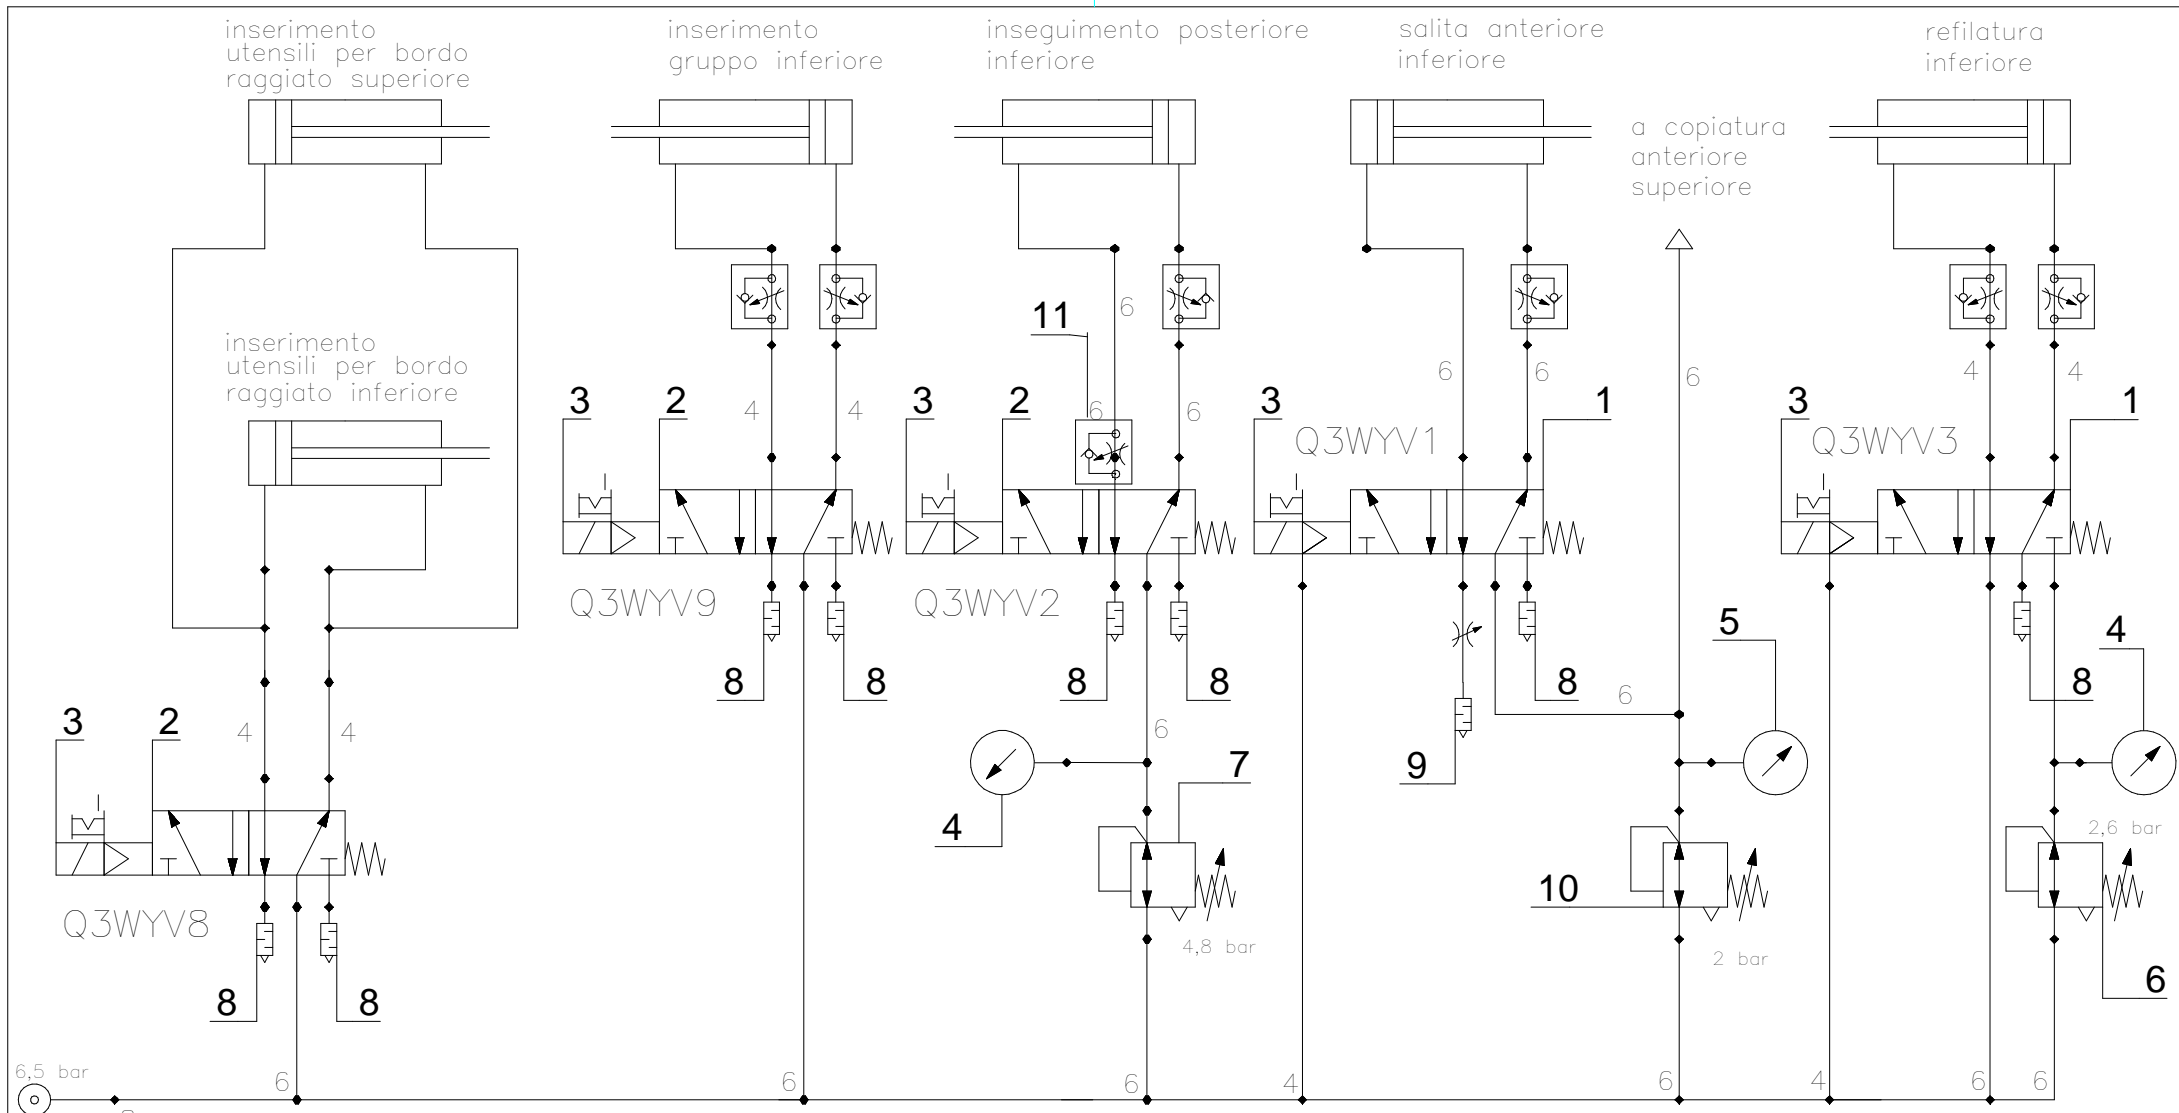 inserimento
utensili per bordo
raggiato superiore
inserimento
gruppo inferiore
inseguimento posteriore
inferiore
salita anteriore
inferiore
a copiatura
anteriore
superiore
refilatura
inferiore
inserimento
utensili per bordo
raggiato inferiore
11
6
6
6
6
6
6
4
4
3
2
4
4
3
2
6
6
3
1
3
1
Q3WYV1
Q3WYV3
Q3WYV9
Q3WYV2
5
4
8
8
8
8
8
6
8
3
2
4
4
6
9
7
4
2,6 bar
10
Q3WYV8
4,8 bar
2 bar
6
8
8
6,5 bar
6
6
6
4
6
4
6
6